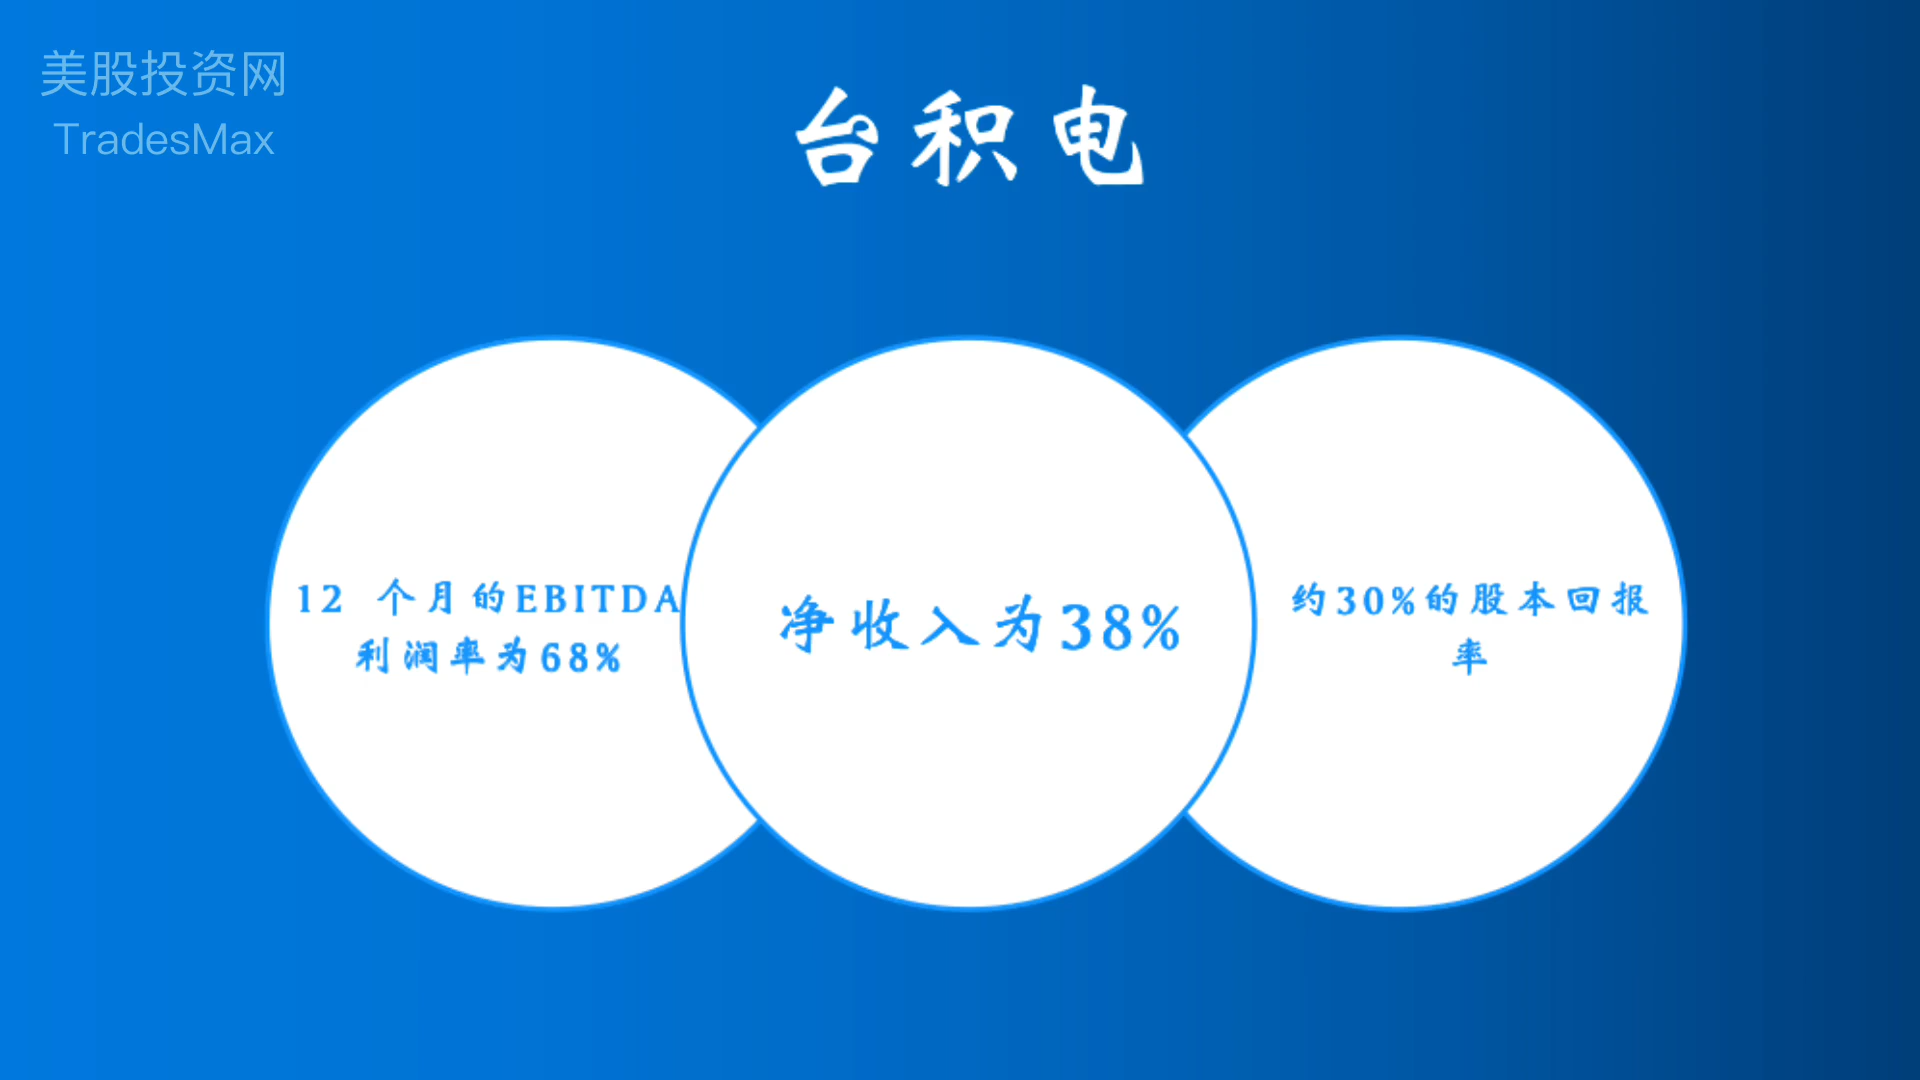 美股投资网
TradesMax
台积电
12 个月的EBITDA
利润率为68%
净收入为38%
约30%的股本回报
率